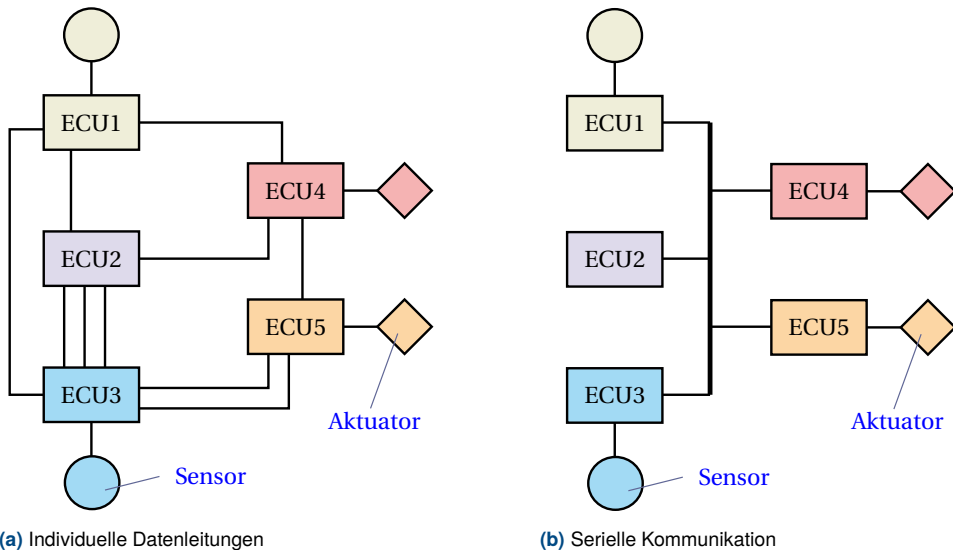 ECU1
ECU4
ECU2
ECU5
ECU3
Aktuator
Sensor
(a) Individuelle Datenleitungen
ECU1
ECU4
ECU2
ECU5
ECU3
Aktuator
Sensor
(b) Serielle Kommunikation